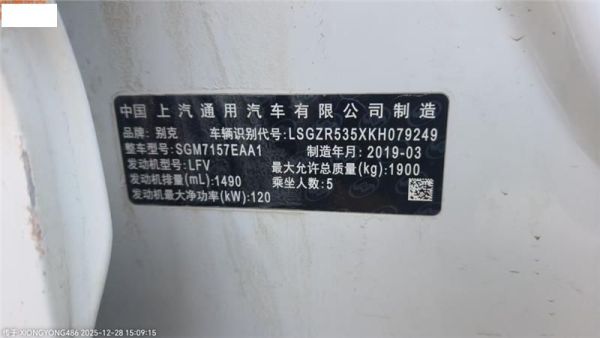 中国 上汽通用汽车有限公司制造
品牌: 别克 车辆识别代号: LSGZR535XKH079249
整车型号: SGM7157EAA1 制造年月: 2019-03
发动机型号: LFV 最大允许总质量(kg): 1900
发动机排量(mL): 1490 乘坐人数: 5
发动机最大净功率(kW): 120
传于:XIONGYONG486 2025-12-28 15:09:15